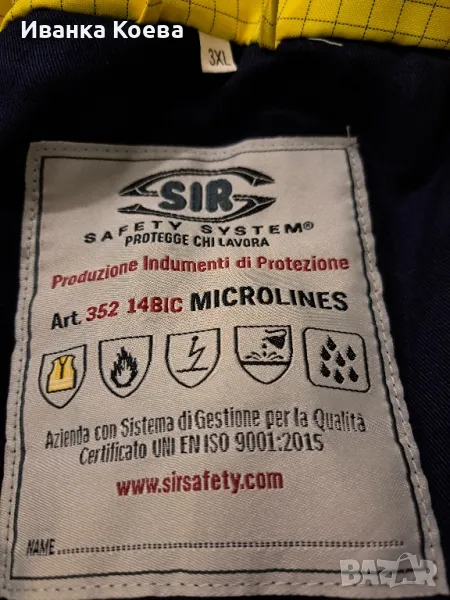 Иванка Коева
3XL
SIR
SAFETY SYSTEM®
PROTEGGE CHI LAVORA
Produzione Indumenti di Protezione
Art. 352 14BIC MICROLINES
Azienda con Sistema di Gestione per la Qualità
Certificato UNI EN ISO 9001:2015
www.sirsafety.com
NAME
BAZAR